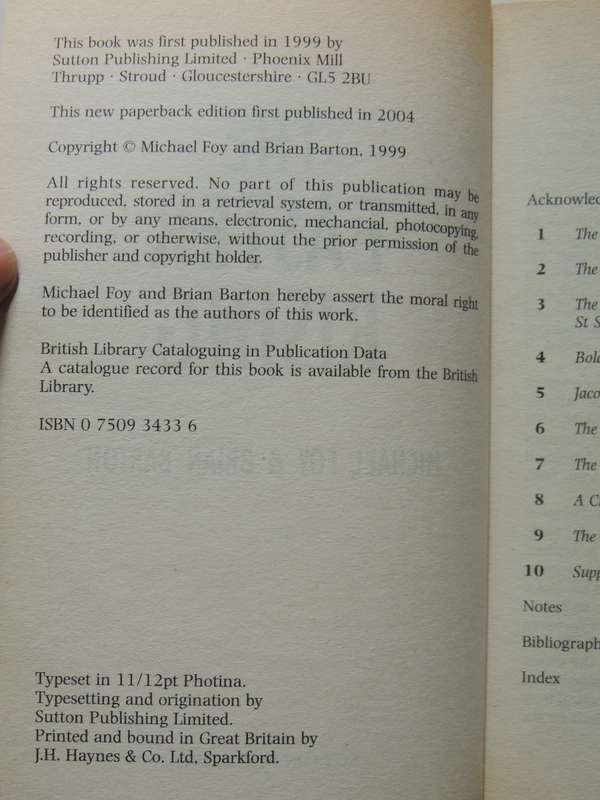 This book was first published in 1999 by
Sutton Publishing Limited · Phoenix Mill
Thrupp · Stroud · Gloucestershire · GL5 2BU
This new paperback edition first published in 2004
Copyright © Michael Foy and Brian Barton, 1999
All rights reserved. No part of this publication may be
reproduced, stored in a retrieval system, or transmitted, in any
form, or by any means, electronic, mechancial, photocopying,
recording, or otherwise, without the prior permission of the
publisher and copyright holder.
Michael Foy and Brian Barton hereby assert the moral right
to be identified as the authors of this work.
British Library Cataloguing in Publication Data
A catalogue record for this book is available from the British
Library.
ISBN 0 7509 3433 6
Typeset in 11/12pt Photina.
Typesetting and origination by
Sutton Publishing Limited.
Printed and bound in Great Britain by
J.H. Haynes & Co. Ltd, Sparkford.
Acknowled
1 The
2 The
3 The
St S
4 Bola
5 Jaco
6 The
7 The
8 A C
9 The
10 Supp
Notes
Bibliograph
Index